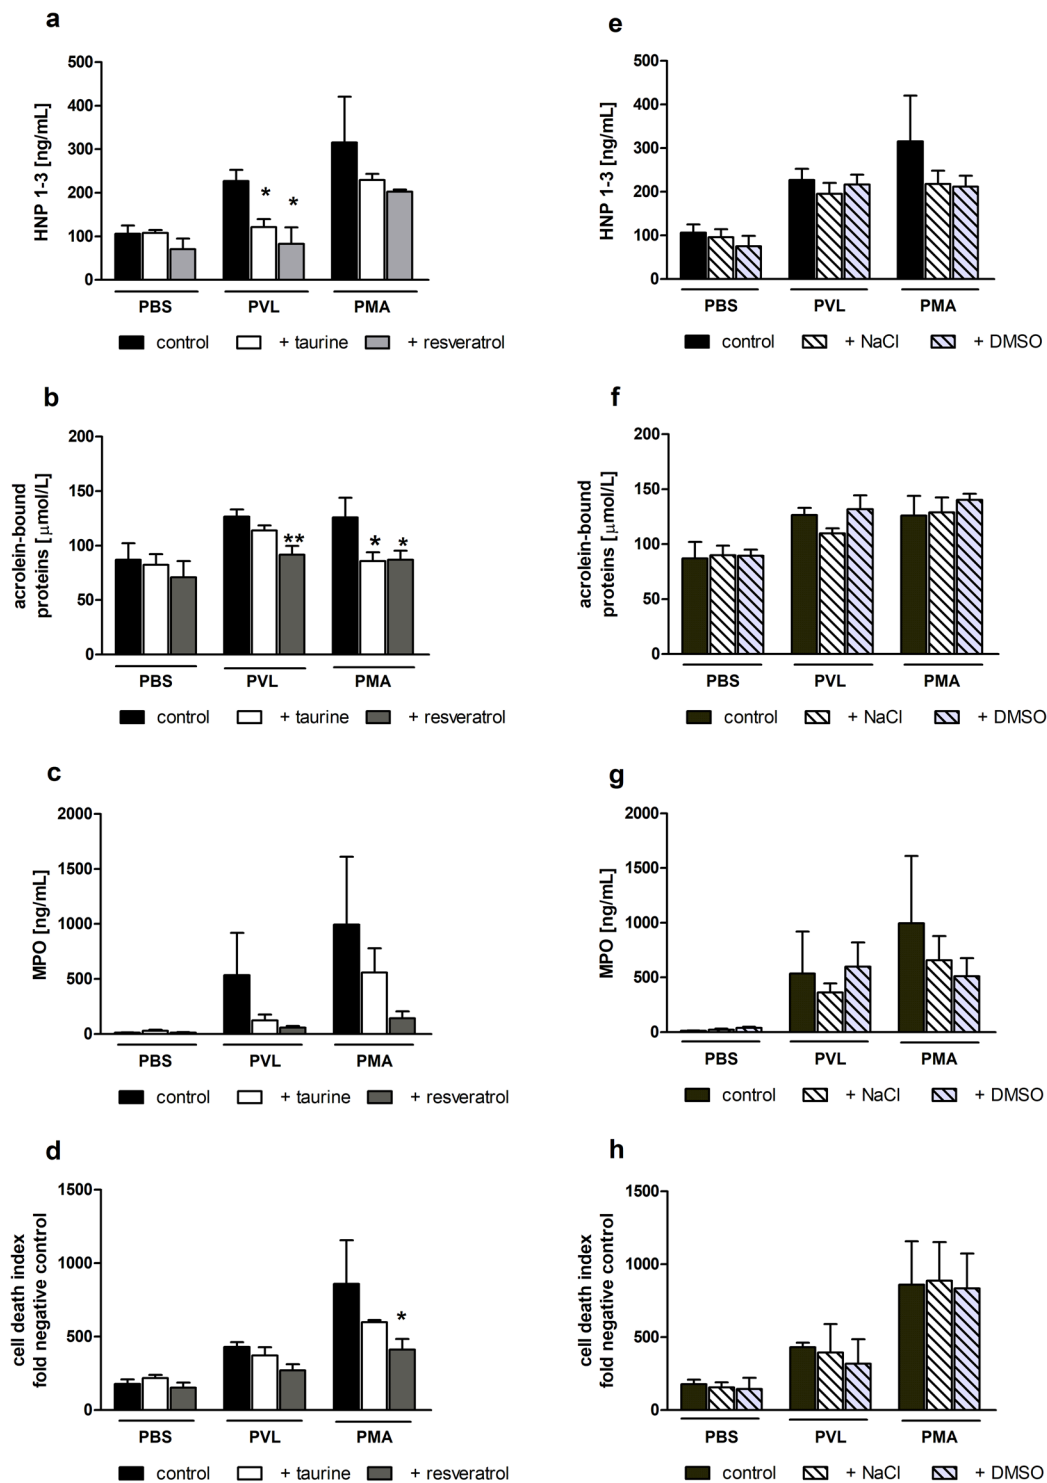 a
HNP 1-3 [ng/mL]
500
400
300
200
100
0
* *
PBS PVL PMA
control + taurine + resveratrol
e
HNP 1-3 [ng/mL]
500
400
300
200
100
0
PBS PVL PMA
control + NaCl + DMSO
b
acrolein-bound
proteins [µmol/L]
200
150
100
50
0
** * *
PBS PVL PMA
control + taurine + resveratrol
f
acrolein-bound
proteins [µmol/L]
200
150
100
50
0
PBS PVL PMA
control + NaCl + DMSO
c
MPO [ng/mL]
2000
1500
1000
500
0
PBS PVL PMA
control + taurine + resveratrol
g
MPO [ng/mL]
2000
1500
1000
500
0
PBS PVL PMA
control + NaCl + DMSO
d
cell death index
fold negative control
1500
1000
500
0
*
PBS PVL PMA
control + taurine + resveratrol
h
cell death index
fold negative control
1500
1000
500
0
PBS PVL PMA
control + NaCl + DMSO